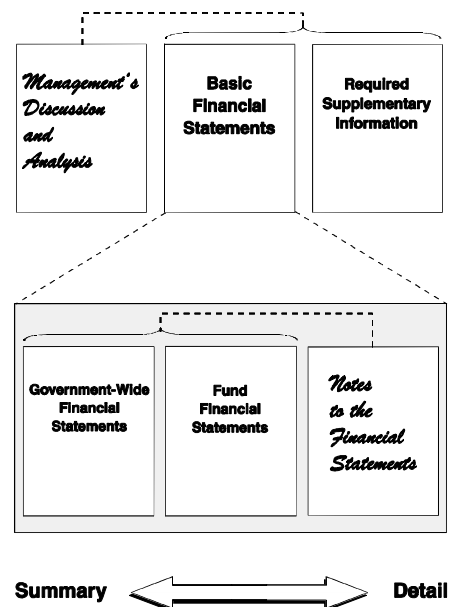 Management's
Discussion
and
Analysis
Basic
Financial
Statements
Required
Supplementary
Information
Government-Wide
Financial
Statements
Fund
Financial
Statements
Notes
to the
Financial
Statements
Summary
Detail